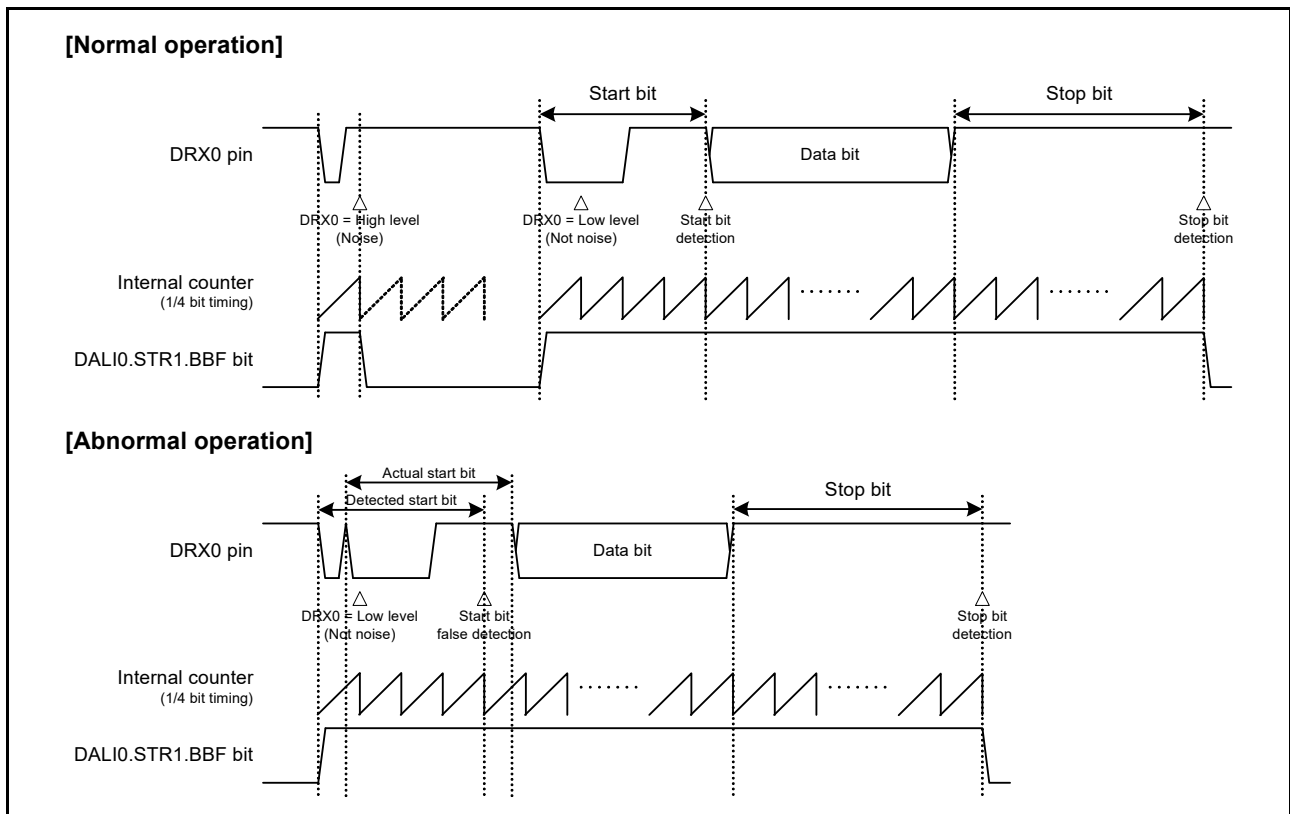 [Normal operation]
Start bit
Stop bit
DRX0 pin
Data bit
DRX0 = High level
(Noise)
DRX0 = Low level
(Not noise)
Start bit
detection
Stop bit
detection
Internal counter
(1/4 bit timing)
DALI0.STR1.BBF bit
[Abnormal operation]
Actual start bit
Detected start bit
Stop bit
DRX0 pin
Data bit
DRX0 = Low level
(Not noise)
Start bit
false detection
Stop bit
detection
Internal counter
(1/4 bit timing)
DALI0.STR1.BBF bit